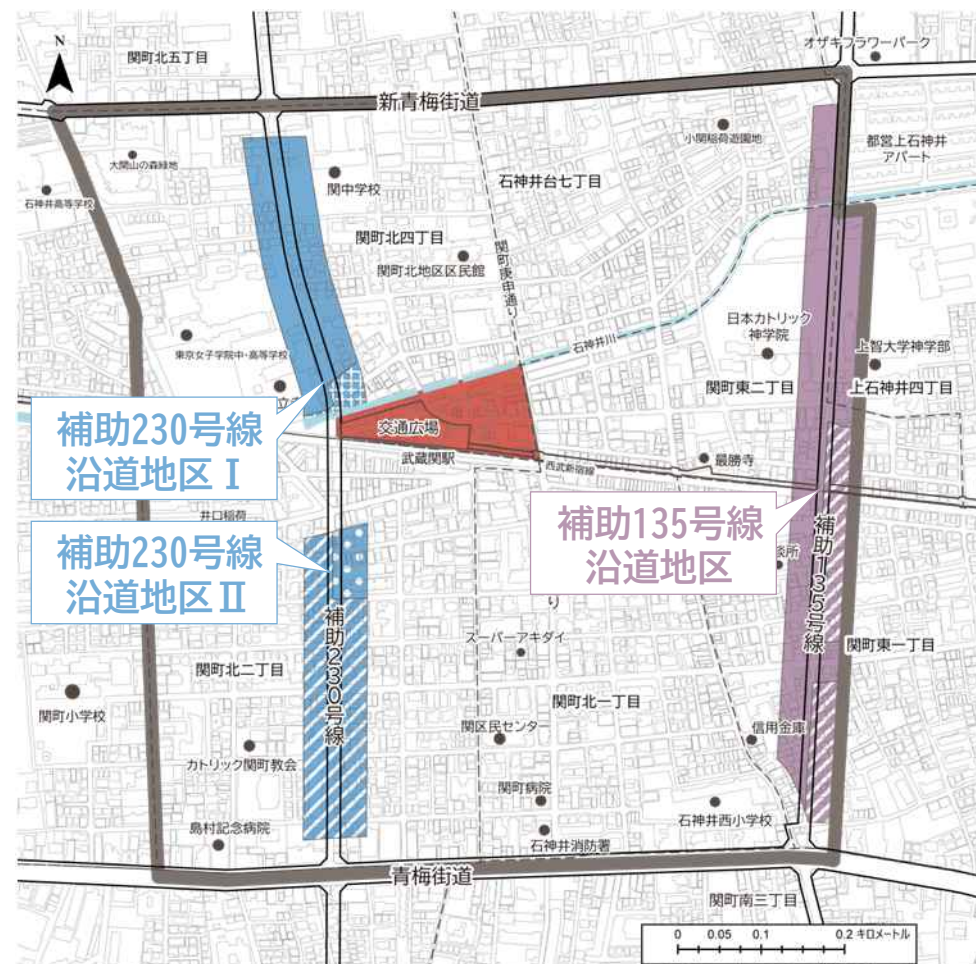 N
オザキフラワーパーク
関町北五丁目
新青梅街道
小関稲荷遊園地
都営上石神井
アパート
大関山の森緑地
関中学校
石神井台七丁目
石神井高等学校
関町北四丁目
関町北地区区民館
関町庚申通り
日本カトリック
神学院
石神井川
東京女子学院中・高等学校
上智大学神学部
関町東二丁目
上石神井四丁目
補助230号線
沿道地区Ⅰ
交通広場
武蔵関駅
西武新宿線
最勝寺
井口稲荷
補助230号線
沿道地区Ⅱ
補助135号線
沿道地区
補助135号線
補助230号線
スーパーアキダイ
関町東一丁目
関町北二丁目
関町北一丁目
関町小学校
関区民センター
信用金庫
カトリック関町教会
関町病院
石神井西小学校
島村記念病院
石神井消防署
青梅街道
関町南三丁目
0 0.05 0.1 0.2 キロメートル